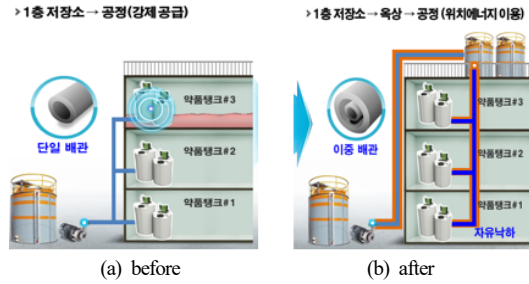 > 1층 저장소 → 공정(강제 공급)
약품탱크#3
단일 배관
약품탱크#2
약품탱크#1
(a) before
> 1층 저장소 → 옥상 → 공정 (위치에너지 이용)
약품탱크#3
이중 배관
약품탱크#2
약품탱크#1
자유낙하
(b) after